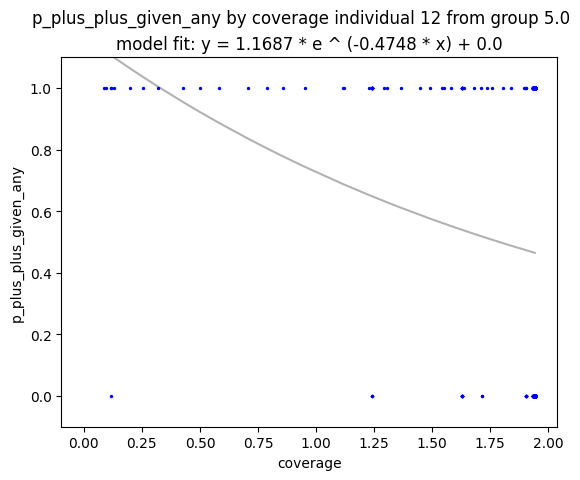 p_plus_plus_given_any by coverage individual 12 from group 5.0
model fit: y = 1.1687 * e ^ (-0.4748 * x) + 0.0
1.0
0.8
0.6
0.4
0.2
0.0
p_plus_plus_given_any
0.00 0.25 0.50 0.75 1.00 1.25 1.50 1.75 2.00
coverage